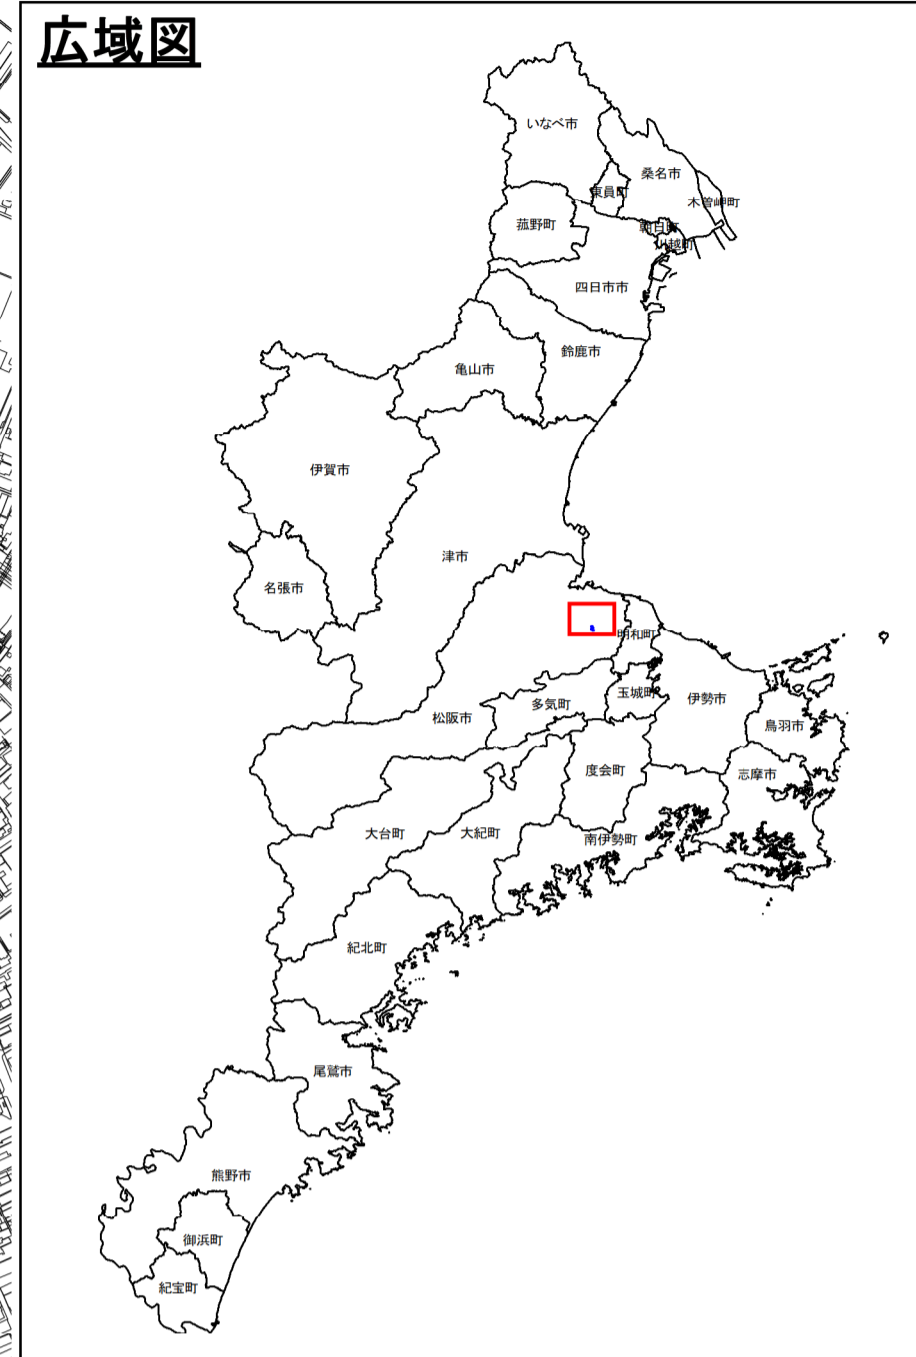 広域図
いなべ市
桑名市
東員町
木曽岬町
菰野町
朝日町
川越町
四日市市
鈴鹿市
亀山市
伊賀市
津市
名張市
明和町
玉城町
伊勢市
多気町
松阪市
鳥羽市
度会町
志摩市
大台町
大紀町
南伊勢町
紀北町
尾鷲市
熊野市
御浜町
紀宝町